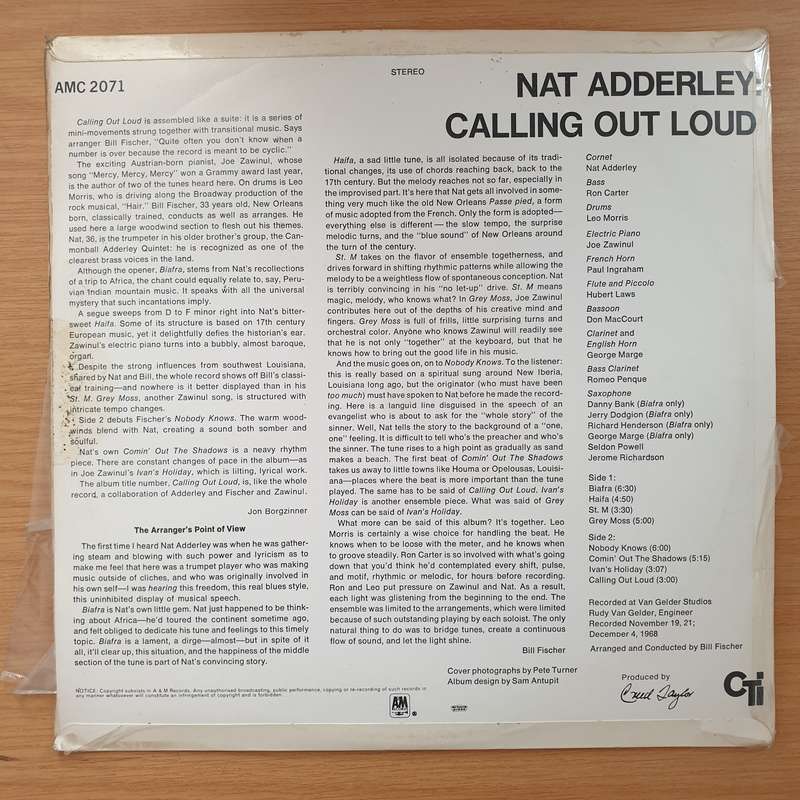 AMC 2071
STEREO
NAT ADDERLEY:
CALLING OUT LOUD
Calling Out Loud is assembled like a suite: it is a series of
mini-movements strung together with transitional music. Says
arranger Bill Fischer, "Quite often you don't know when a
number is over because the record is meant to be cyclic."
The exciting Austrian-born pianist, Joe Zawinul, whose
song "Mercy, Mercy, Mercy" won a Grammy award last year,
is the author of two of the tunes heard here. On drums is Leo
Morris, who is driving along the Broadway production of the
rock musical, "Hair." Bill Fischer, 33 years old, New Orleans
born, classically trained, conducts as well as arranges. He
used here a large woodwind section to flesh out his themes.
Nat, 36, is the trumpeter in his older brother's group, the Can-
monball Adderley Quintet: he is recognized as one of the
clearest brass voices in the land.
Although the opener, Biafra, stems from Nat's recollections
of a trip to Africa, the chant could equally relate to, say, Peru-
vian Indian mountain music. It speaks with all the universal
mystery that such incantations imply.
A segue sweeps from D to F minor right into Nat's bitter-
sweet Haifa. Some of its structure is based on 17th century
European music, yet it delightfully defies the historian's ear.
Zawinul's electric piano turns into a bubbly, almost baroque,
organ.
Despite the strong influences from southwest Louisiana,
shared by Nat and Bill, the whole record shows off Bill's classi-
cal training—and nowhere is it better displayed than in his
St. M. Grey Moss, another Zawinul song, is structured with
intricate tempo changes.
Side 2 debuts Fischer's Nobody Knows. The warm wood-
winds blend with Nat, creating a sound both somber and
soulful.
Nat's own Comin' Out The Shadows is a heavy rhythm
piece. There are constant changes of pace in the album—as
in Joe Zawinul's Ivan's Holiday, which is lilting, lyrical work.
The album title number, Calling Out Loud, is, like the whole
record, a collaboration of Adderley and Fischer and Zawinul.
Jon Borgzinner
The Arranger's Point of View
The first time I heard Nat Adderley was when he was gather-
ing steam and blowing with such power and lyricism as to
make me feel that here was a trumpet player who was making
music outside of cliches, and who was originally involved in
his own self—I was hearing this freedom, this real blues style,
this uninhibited display of musical speech.
Biafra is Nat's own little gem. Nat just happened to be think-
ing about Africa—he'd toured the continent sometime ago,
and felt obliged to dedicate his tune and feelings to this timely
topic. Biafra is a lament, a dirge—almost—but in spite of it
all, it'll clear up, this situation, and the happiness of the middle
section of the tune is part of Nat's convincing story.
Haifa, a sad little tune, is all isolated because of its tradi-
tional changes, its use of chords reaching back, back to the
17th century. But the melody reaches not so far, especially in
the improvised part. It's here that Nat gets all involved in some-
thing very much like the old New Orleans Passe pied, a form
of music adopted from the French. Only the form is adopted—
everything else is different—the slow tempo, the surprise
melodic turns, and the "blue sound" of New Orleans around
the turn of the century.
St. M takes on the flavor of ensemble togetherness, and
drives forward in shifting rhythmic patterns while allowing the
melody to be a weightless flow of spontaneous conception. Nat
is terribly convincing in his "no let-up" drive. St. M means
magic, melody, who knows what? In Grey Moss, Joe Zawinul
contributes here out of the depths of his creative mind and
fingers. Grey Moss is full of frills, little surprising turns and
orchestral color. Anyone who knows Zawinul will readily see
that he is not only "together" at the keyboard, but that he
knows how to bring out the good life in his music.
And the music goes on, on to Nobody Knows. To the listener:
this is really based on a spiritual sung around New Iberia,
Louisiana long ago, but the originator (who must have been
too much) must have spoken to Nat before he made the record-
ing. Here is a languid line disguised in the speech of an
evangelist who is about to ask for the "whole story" of the
sinner. Well, Nat tells the story to the background of a "one,
one" feeling. It is difficult to tell who's the preacher and who's
the sinner. The tune rises to a high point as gradually as sand
makes a beach. The first beat of Comin' Out The Shadows
takes us away to little towns like Houma or Opelousas, Louisi-
ana—places where the beat is more important than the tune
played. The same has to be said of Calling Out Loud. Ivan's
Holiday is another ensemble piece. What was said of Grey
Moss can be said of Ivan's Holiday.
What more can be said of this album? It's together. Leo
Morris is certainly a wise choice for handling the beat. He
knows when to be loose with the meter, and he knows when
to groove steadily. Ron Carter is so involved with what's going
down that you'd think he'd contemplated every shift, pulse,
and motif, rhythmic or melodic, for hours before recording.
Ron and Leo put pressure on Zawinul and Nat. As a result,
each light was glistening from the beginning to the end. The
ensemble was limited to the arrangements, which were limited
because of such outstanding playing by each soloist. The only
natural thing to do was to bridge tunes, create a continuous
flow of sound, and let the light shine.
Bill Fischer
Cornet
Nat Adderley
Bass
Ron Carter
Drums
Leo Morris
Electric Piano
Joe Zawinul
French Horn
Paul Ingraham
Flute and Piccolo
Hubert Laws
Bassoon
Don MacCourt
Clarinet and
English Horn
George Marge
Bass Clarinet
Romeo Penque
Saxophone
Danny Bank (Biafra only)
Jerry Dodgion (Biafra only)
Richard Henderson (Biafra only)
George Marge (Biafra only)
Seldon Powell
Jerome Richardson
Side 1:
Biafra (6:30)
Haifa (4:50)
St. M (3:30)
Grey Moss (5:00)
Side 2:
Nobody Knows (6:00)
Comin' Out The Shadows (5:15)
Ivan's Holiday (3:07)
Calling Out Loud (3:00)
Recorded at Van Gelder Studios
Rudy Van Gelder, Engineer
Recorded November 19, 21;
December 4, 1968
Arranged and Conducted by Bill Fischer
Cover photographs by Pete Turner
Album design by Sam Antupit
Produced by
Creed Taylor
CTi
NOTICE: Copyright subsists in A & M Records. Any unauthorised broadcasting, public performance, copying or re-recording of such records in
any manner whatsoever will constitute an infringement of copyright and is forbidden.
A&M
RECORDS
®